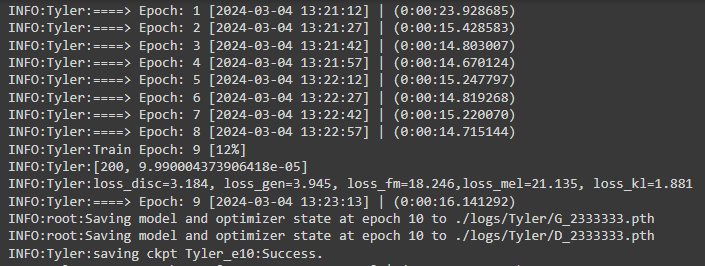 INFO:Tyler:====> Epoch: 1 [2024-03-04 13:21:12] | (0:00:23.928685)
INFO:Tyler:====> Epoch: 2 [2024-03-04 13:21:27] | (0:00:15.428583)
INFO:Tyler:====> Epoch: 3 [2024-03-04 13:21:42] | (0:00:14.803007)
INFO:Tyler:====> Epoch: 4 [2024-03-04 13:21:57] | (0:00:14.670124)
INFO:Tyler:====> Epoch: 5 [2024-03-04 13:22:12] | (0:00:15.247797)
INFO:Tyler:====> Epoch: 6 [2024-03-04 13:22:27] | (0:00:14.819268)
INFO:Tyler:====> Epoch: 7 [2024-03-04 13:22:42] | (0:00:15.220070)
INFO:Tyler:====> Epoch: 8 [2024-03-04 13:22:57] | (0:00:14.715144)
INFO:Tyler:Train Epoch: 9 [12%]
INFO:Tyler:[200, 9.990004373906418e-05]
INFO:Tyler:loss_disc=3.184, loss_gen=3.945, loss_fm=18.246,loss_mel=21.135, loss_kl=1.881
INFO:Tyler:====> Epoch: 9 [2024-03-04 13:23:13] | (0:00:16.141292)
INFO:root:Saving model and optimizer state at epoch 10 to ./logs/Tyler/G_2333333.pth
INFO:root:Saving model and optimizer state at epoch 10 to ./logs/Tyler/D_2333333.pth
INFO:Tyler:saving ckpt Tyler_e10:Success.